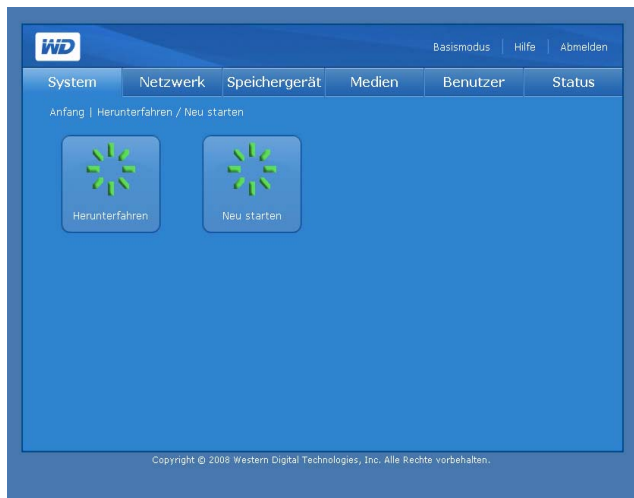 WD
Basismodus | Hilfe | Abmelden
System Netzwerk Speichergerät Medien Benutzer Status
Anfang | Herunterfahren / Neu starten
Herunterfahren Neu starten
Copyright © 2008 Western Digital Technologies, Inc. Alle Rechte vorbehalten.